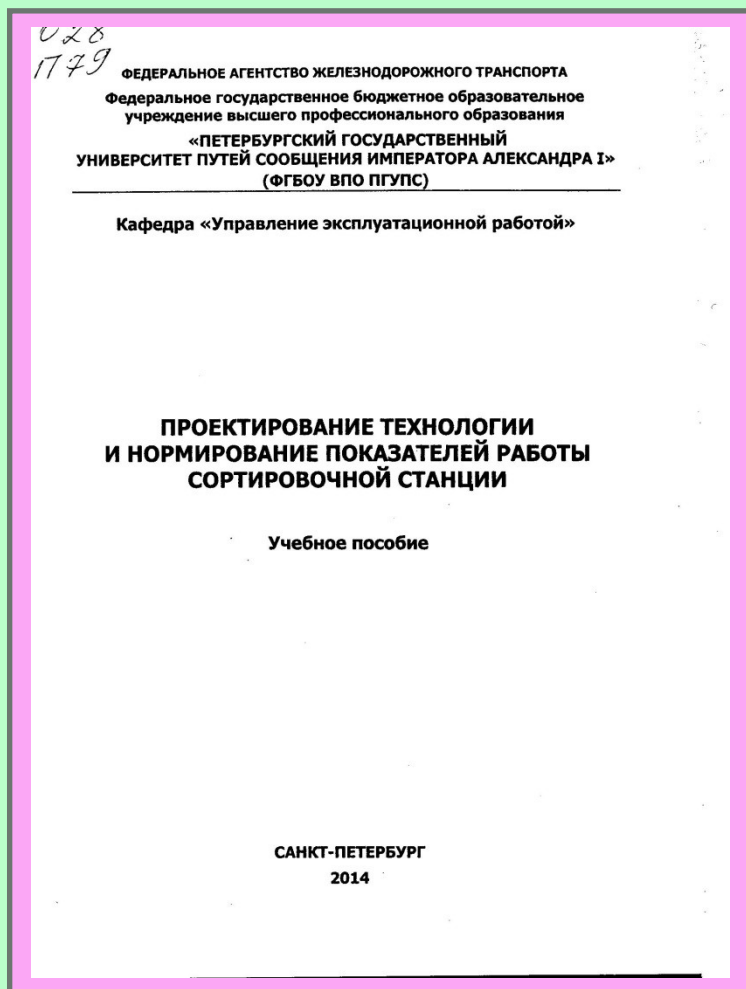 028
П79
ФЕДЕРАЛЬНОЕ АГЕНТСТВО ЖЕЛЕЗНОДОРОЖНОГО ТРАНСПОРТА
Федеральное государственное бюджетное образовательное
учреждение высшего профессионального образования
«ПЕТЕРБУРГСКИЙ ГОСУДАРСТВЕННЫЙ
УНИВЕРСИТЕТ ПУТЕЙ СООБЩЕНИЯ ИМПЕРАТОРА АЛЕКСАНДРА I»
(ФГБОУ ВПО ПГУПС)
Кафедра «Управление эксплуатационной работой»
ПРОЕКТИРОВАНИЕ ТЕХНОЛОГИИ
И НОРМИРОВАНИЕ ПОКАЗАТЕЛЕЙ РАБОТЫ
СОРТИРОВОЧНОЙ СТАНЦИИ
Учебное пособие
САНКТ-ПЕТЕРБУРГ
2014